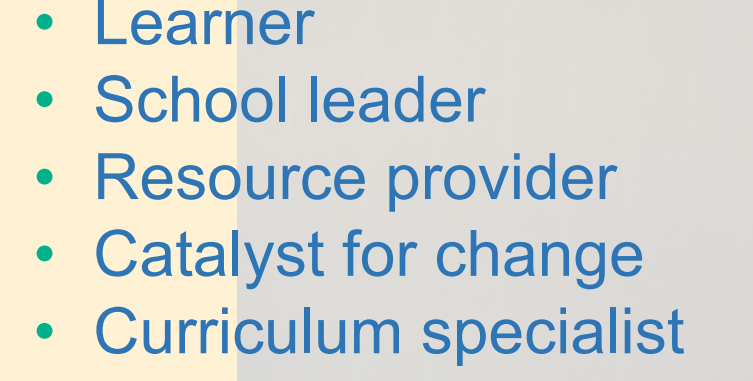 • Learner
• School leader
• Resource provider
• Catalyst for change
• Curriculum specialist